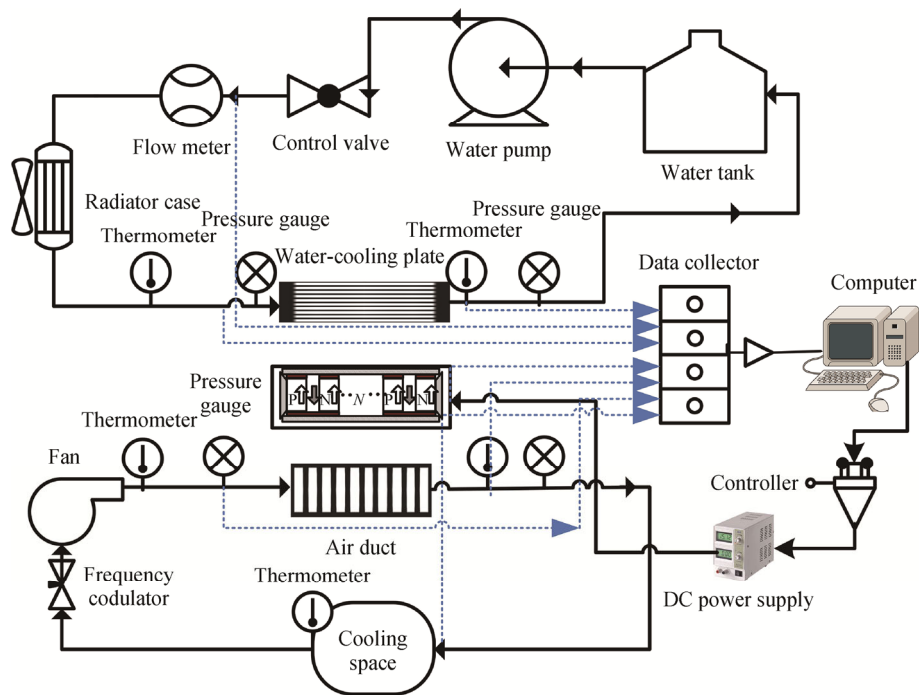 Flow meter
Control valve
Water pump
Water tank
Radiator case
Pressure gauge
Thermometer
Water-cooling plate
Thermometer
Pressure gauge
Data collector
Computer
Pressure
gauge
P N N P N
Thermometer
Fan
Controller
Air duct
Frequency
codulator
Thermometer
Cooling
space
DC power supply